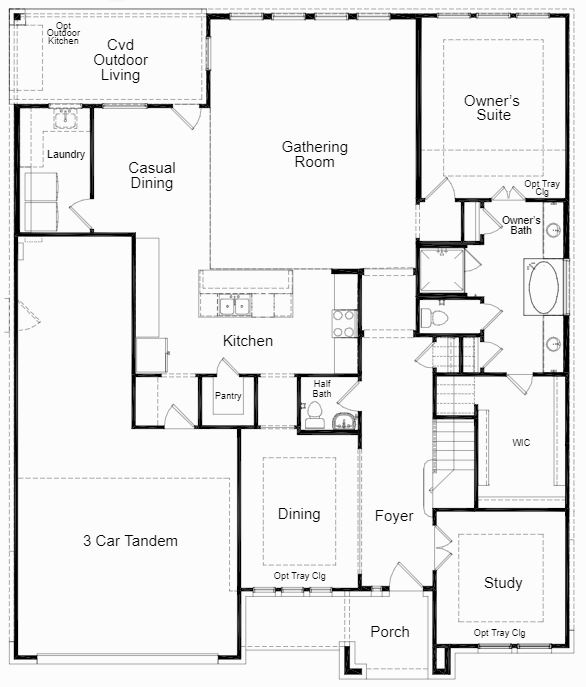 Opt
Outdoor
Kitchen
Cvd
Outdoor
Living
Owner's
Suite
Gathering
Room
Laundry
Casual
Dining
Opt Tray
Clg
Owner's
Bath
Kitchen
Half
Bath
Pantry
WIC
Dining
Foyer
3 Car Tandem
Opt Tray Clg
Study
Porch
Opt Tray Clg